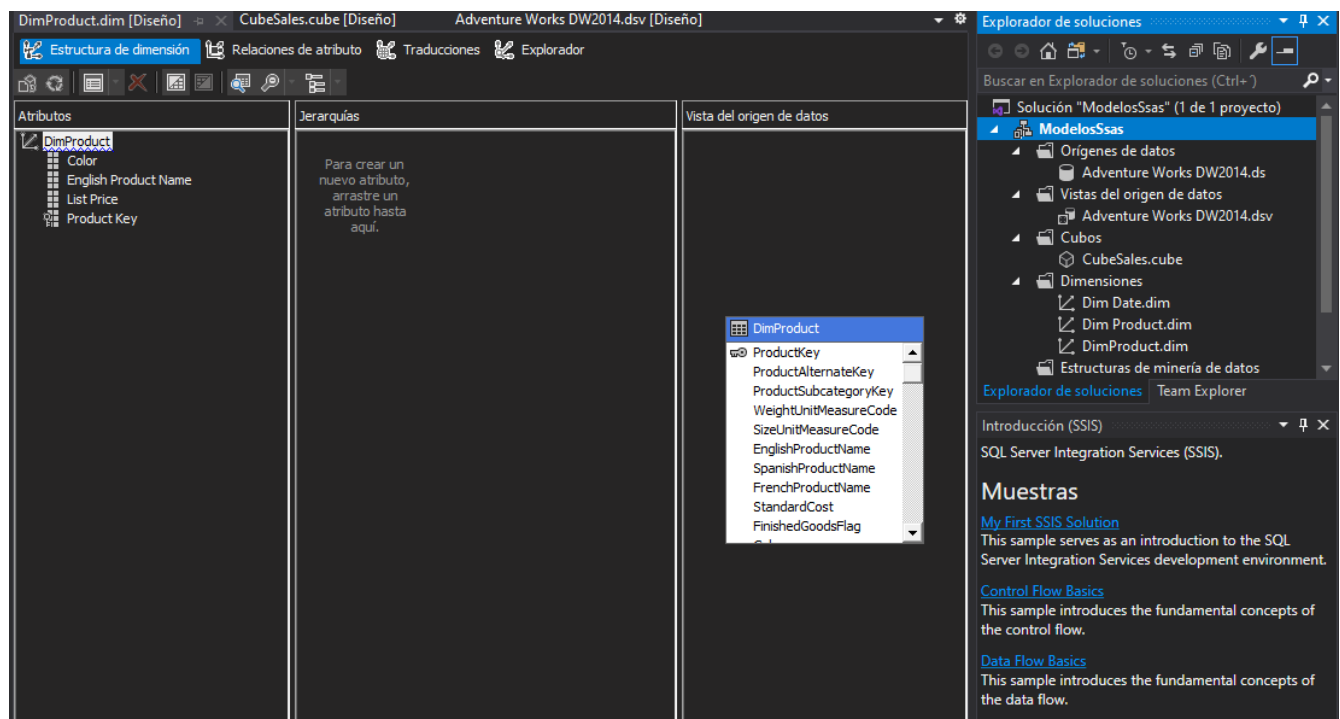 DimProduct.dim [Diseño]
CubeSales.cube [Diseño]
Adventure Works DW2014.dsv [Diseño]
Estructura de dimensión
Relaciones de atributo
Traducciones
Explorador
Atributos
DimProduct
Color
English Product Name
List Price
Product Key
Jerarquías
Para crear un
nuevo atributo,
arrastre un
atributo hasta
aquí.
Vista del origen de datos
DimProduct
ProductKey
ProductAlternateKey
ProductSubcategoryKey
WeightUnitMeasureCode
SizeUnitMeasureCode
EnglishProductName
SpanishProductName
FrenchProductName
StandardCost
FinishedGoodsFlag
Explorador de soluciones
Buscar en Explorador de soluciones (Ctrl+´)
Solución "ModelosSsas" (1 de 1 proyecto)
ModelosSsas
Orígenes de datos
Adventure Works DW2014.ds
Vistas del origen de datos
Adventure Works DW2014.dsv
Cubos
CubeSales.cube
Dimensiones
Dim Date.dim
Dim Product.dim
DimProduct.dim
Estructuras de minería de datos
Explorador de soluciones
Team Explorer
Introducción (SSIS)
SQL Server Integration Services (SSIS).
Muestras
My First SSIS Solution
This sample serves as an introduction to the SQL
Server Integration Services development environment.
Control Flow Basics
This sample introduces the fundamental concepts of
the control flow.
Data Flow Basics
This sample introduces the fundamental concepts of
the data flow.